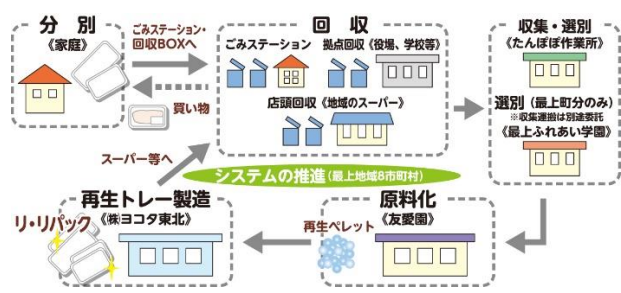 分 別
《家庭》
ごみステーション・
回収BOXへ
買い物
回 収
ごみステーション
拠点回収《役場、学校等》
店頭回収《地域のスーパー》
収集・選別
《たんぽぽ作業所》
選別(最上町分のみ)
※収集運搬は別途委託
《最上ふれあい学園》
スーパー等へ
システムの推進(最上地域8市町村)
再生トレー製造
《㈱ヨコタ東北》
リ・リパック
原料化
《友愛園》
再生ペレット